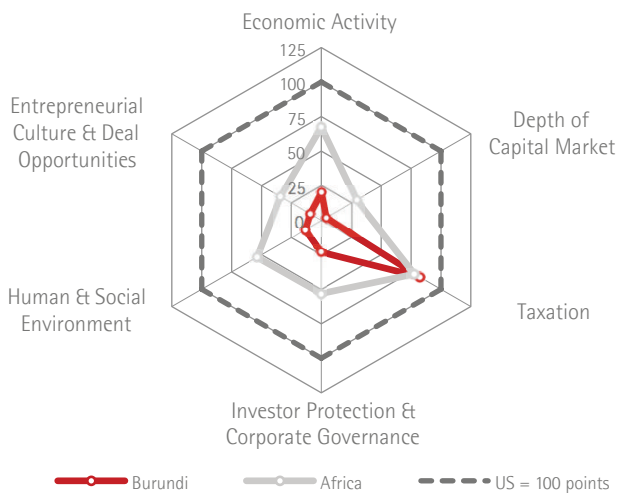 Economic Activity
125
100
75
50
25
0
Entrepreneurial
Culture & Deal
Opportunities
Depth of
Capital Market
Human & Social
Environment
Taxation
Investor Protection &
Corporate Governance
Burundi
Africa
US = 100 points